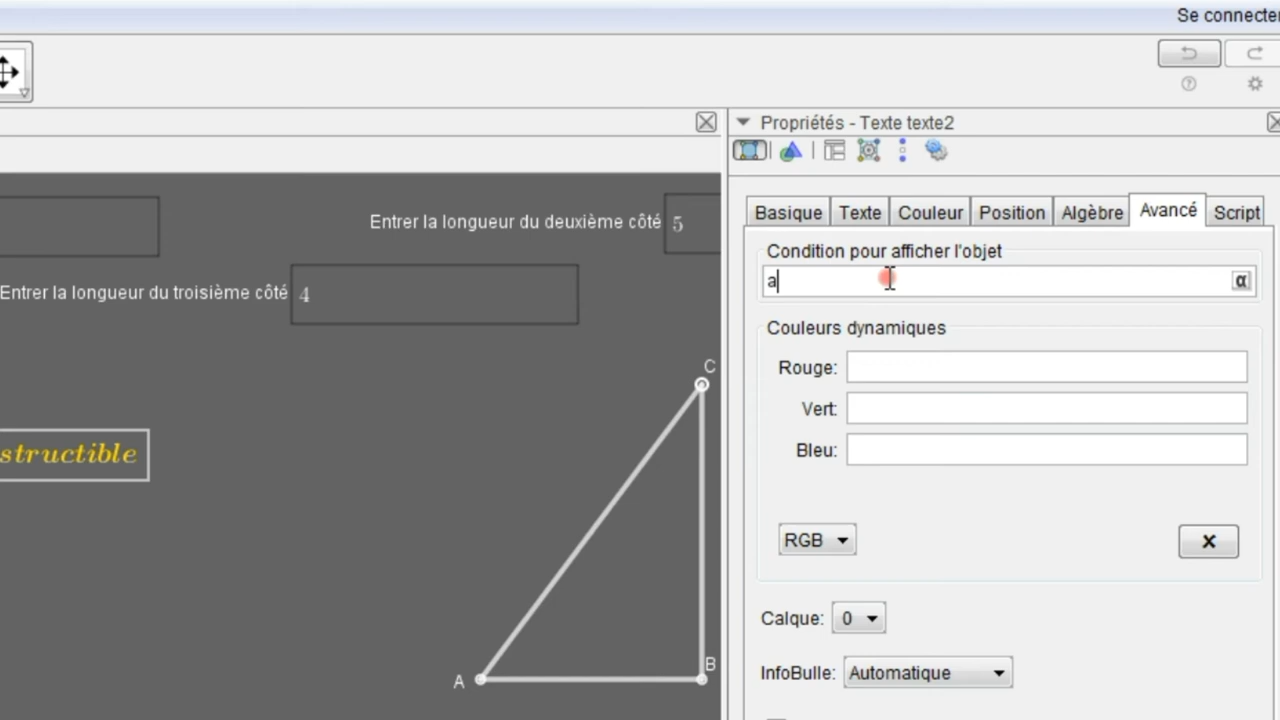 Se connecter
Propriétés - Texte texte2
Basique Texte Couleur Position Algèbre Avancé Script
Entrer la longueur du deuxième côté 5
Condition pour afficher l'objet
a α
Entrer la longueur du troisième côté 4
Couleurs dynamiques
Rouge:
C
Vert:
structible
Bleu:
RGB
Calque: 0
B
A
InfoBulle: Automatique